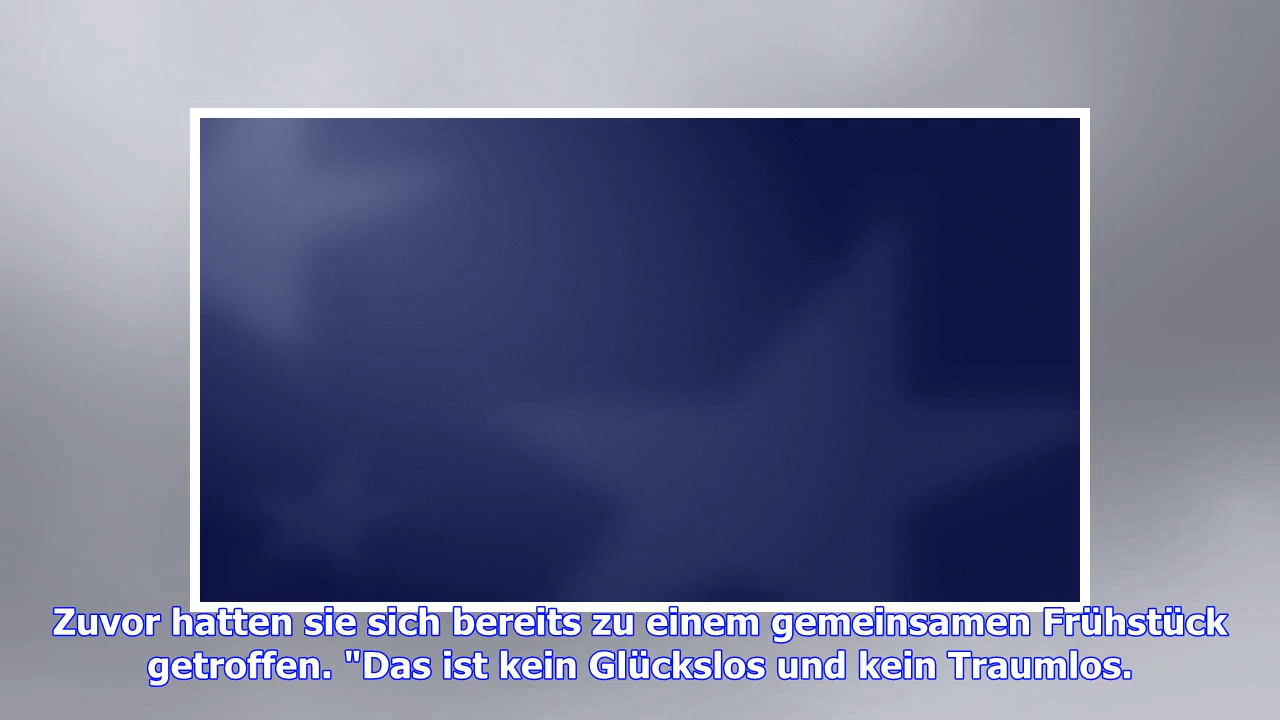 Zuvor hatten sie sich bereits zu einem gemeinsamen Frühstück
getroffen. "Das ist kein Glückslos und kein Traumlos.